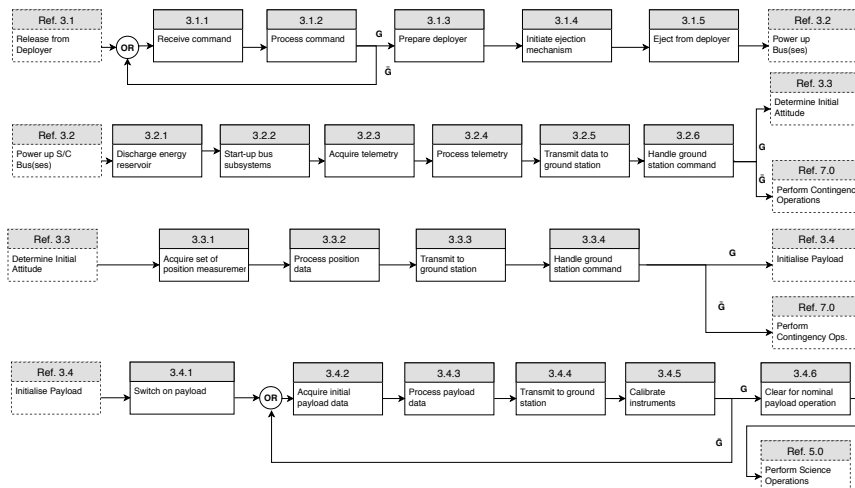 Ref. 3.1
Release from
Deployer
OR
3.1.1
Receive command
3.1.2
Process command
G
Ḡ
3.1.3
Prepare deployer
3.1.4
Initiate ejection
mechanism
3.1.5
Eject from deployer
Ref. 3.2
Power up
Bus(ses)
Ref. 3.2
Power up S/C
Bus(ses)
3.2.1
Discharge energy
reservoir
3.2.2
Start-up bus
subsystems
3.2.3
Acquire telemetry
3.2.4
Process telemetry
3.2.5
Transmit data to
ground station
3.2.6
Handle ground
station command
G
Ḡ
Ref. 3.3
Determine Initial
Attitude
Ref. 7.0
Perform Contingenc
Operations
Ref. 3.3
Determine Initial
Attitude
3.3.1
Acquire set of
position measuremer
3.3.2
Process position
data
3.3.3
Transmit to
ground station
3.3.4
Handle ground
station command
G
Ḡ
Ref. 3.4
Initialise Payload
Ref. 7.0
Perform
Contingency Ops.
Ref. 3.4
Initialise Payload
3.4.1
Switch on payload
OR
3.4.2
Acquire initial
payload data
3.4.3
Process payload
data
3.4.4
Transmit to ground
station
3.4.5
Calibrate
instruments
G
Ḡ
3.4.6
Clear for nominal
payload operation
Ref. 5.0
Perform Science
Operations